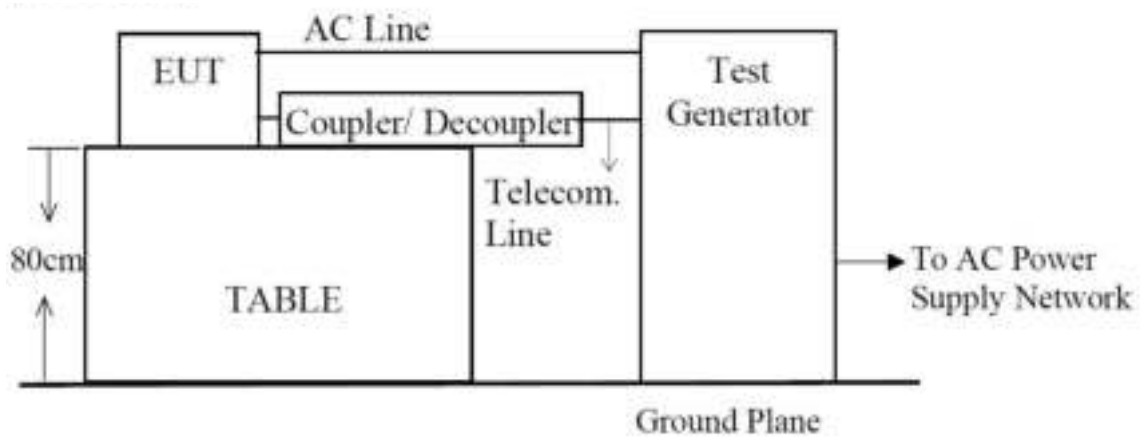 AC Line
EUT
Test
Generator
Coupler/ Decoupler
Telecom.
Line
80cm
TABLE
To AC Power
Supply Network
Ground Plane